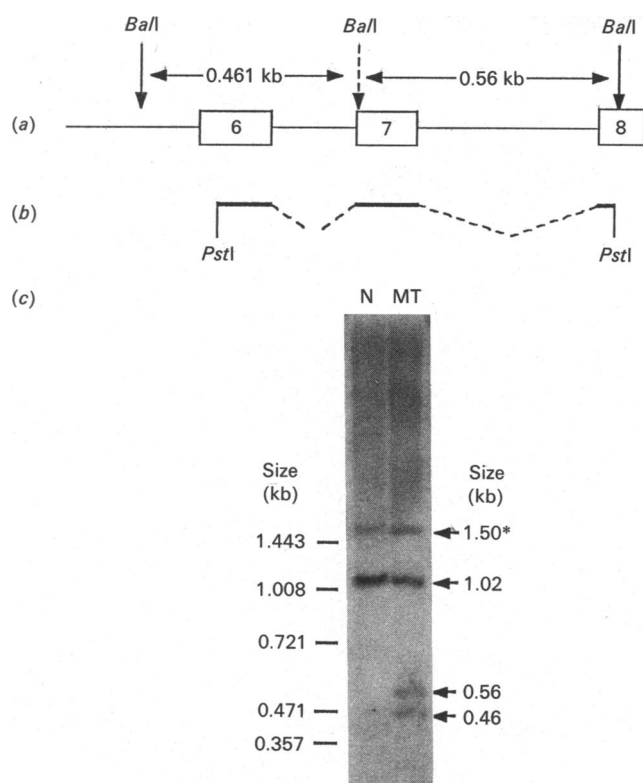 BalI BalI BalI
0.461 kb 0.56 kb
(a) 6 7 8
(b)
PstI PstI
(c) N MT
Size (kb) Size (kb)
1.50*
1.443
1.02
1.008
0.721
0.56
0.471 0.46
0.357